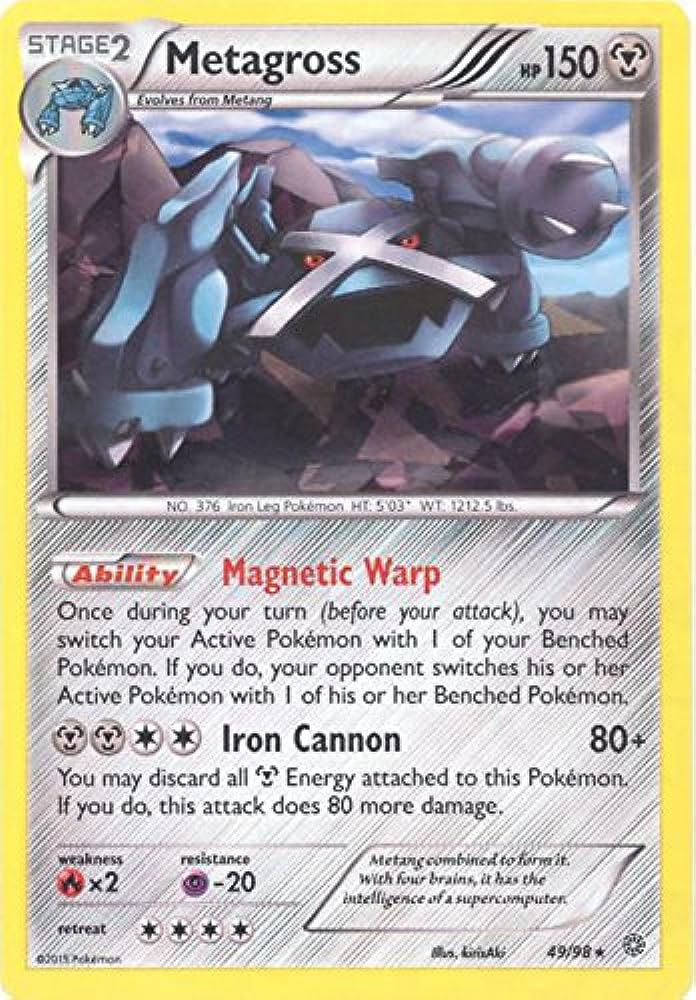 STAGE2
Metagross
HP150
Evolves from Metang
NO. 376 Iron Leg Pokémon HT: 5'03" WT: 1212.5 lbs.
Ability Magnetic Warp
Once during your turn (before your attack), you may
switch your Active Pokémon with 1 of your Benched
Pokémon. If you do, your opponent switches his or her
Active Pokémon with 1 of his or her Benched Pokémon.
Iron Cannon 80+
You may discard all Energy attached to this Pokémon.
If you do, this attack does 80 more damage.
weakness
×2
resistance
-20
retreat
Metang combined to form it.
With four brains, it has the
intelligence of a supercomputer.
©2015 Pokémon
Illus. kirisAki
49/98 ★